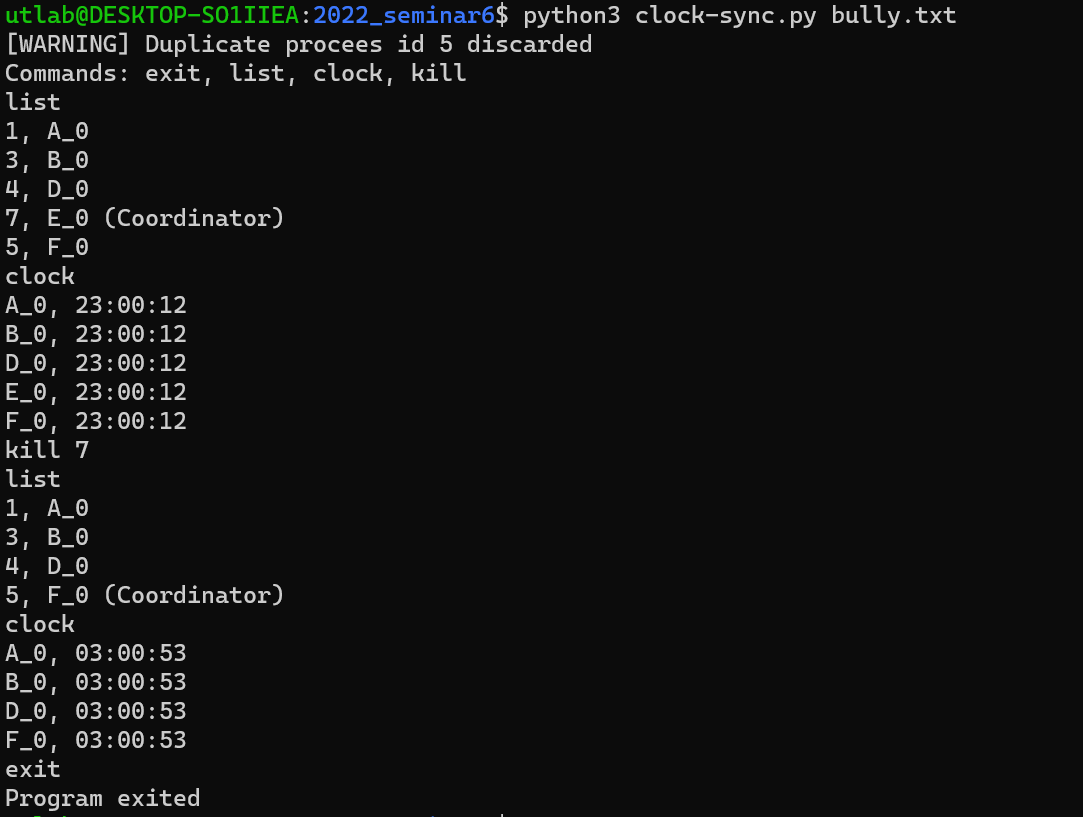 utlab@DESKTOP-SO1IIEA:2022_seminar6$ python3 clock-sync.py bully.txt
[WARNING] Duplicate procees id 5 discarded
Commands: exit, list, clock, kill
list
1, A_0
3, B_0
4, D_0
7, E_0 (Coordinator)
5, F_0
clock
A_0, 23:00:12
B_0, 23:00:12
D_0, 23:00:12
E_0, 23:00:12
F_0, 23:00:12
kill 7
list
1, A_0
3, B_0
4, D_0
5, F_0 (Coordinator)
clock
A_0, 03:00:53
B_0, 03:00:53
D_0, 03:00:53
F_0, 03:00:53
exit
Program exited